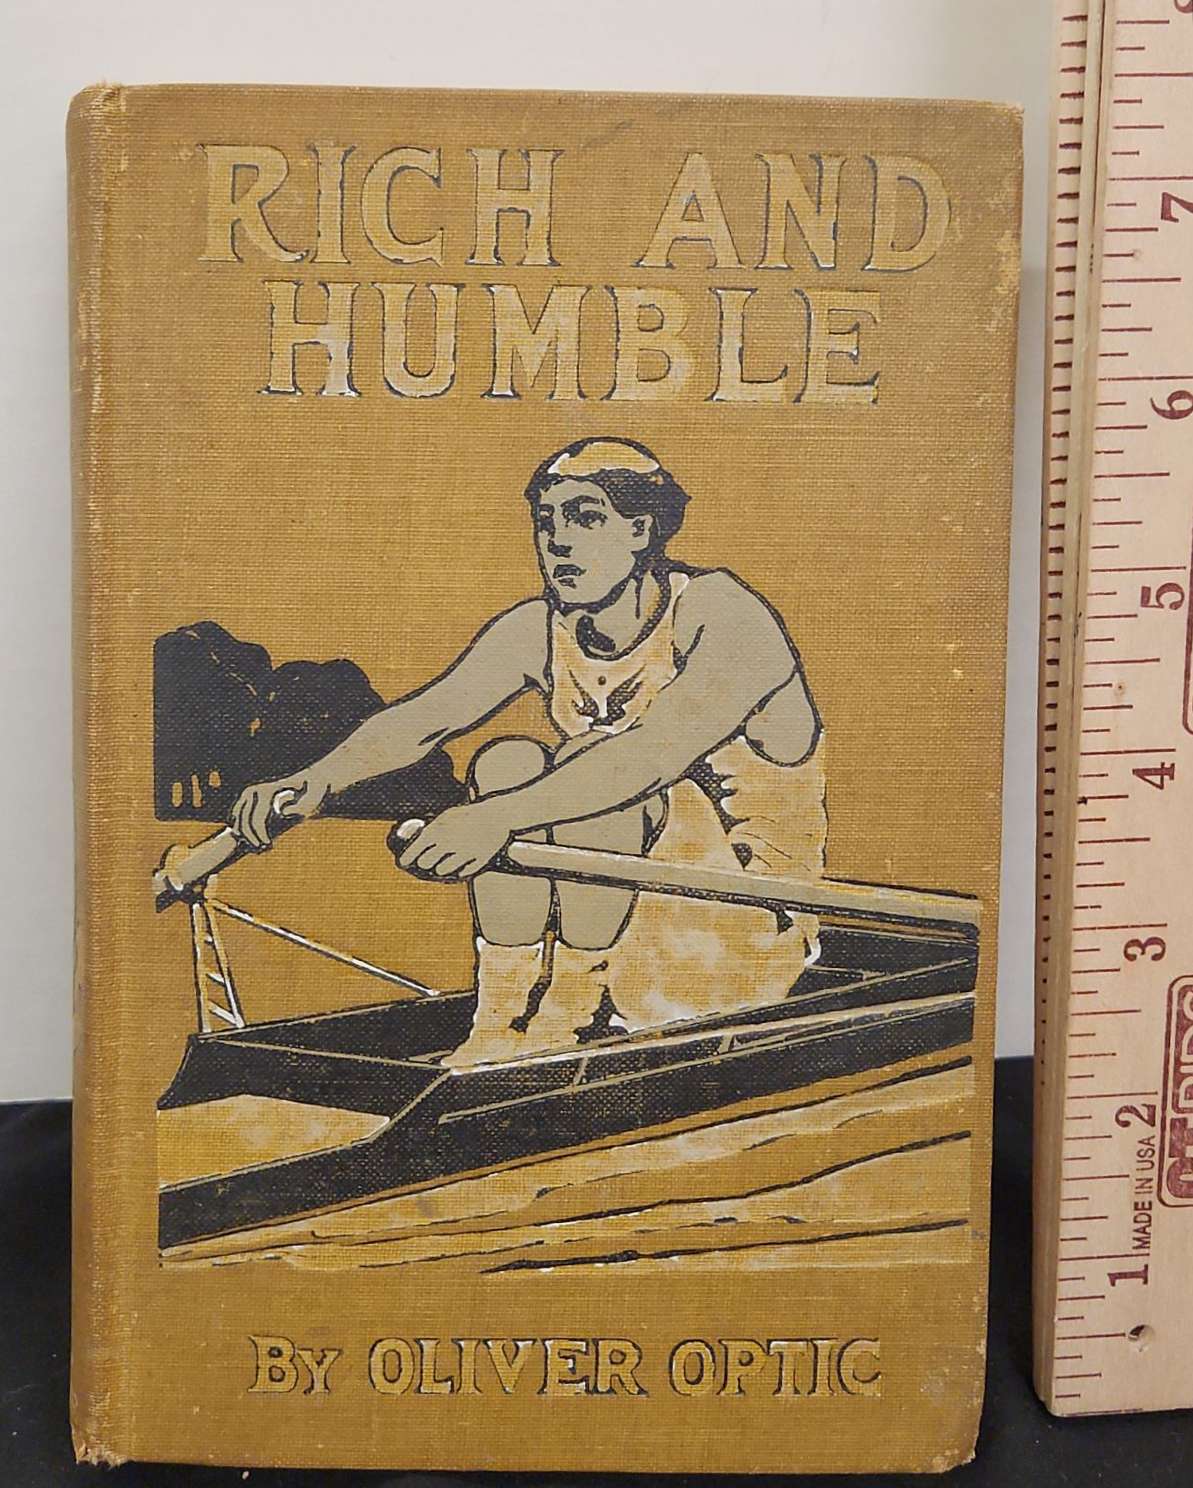 RICH AND
HUMBLE
BY OLIVER OPTIC
7
6
5
4
3
2
1
MADE IN USA